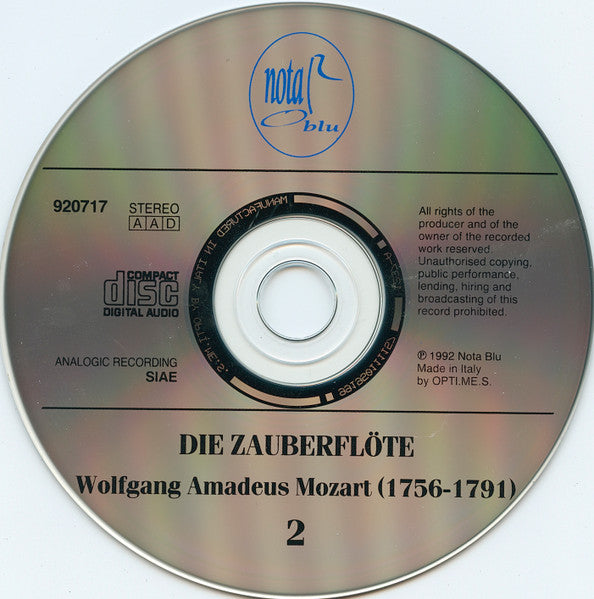 nota
blu
920717
STEREO
AAD
COMPACT
disc
DIGITAL AUDIO
ANALOGIC RECORDING
SIAE
MANUFACTURED IN ITALY BY OPTI.ME.S.
All rights of the
producer and of the
owner of the recorded
work reserved.
Unauthorised copying,
public performance,
lending, hiring and
broadcasting of this
record prohibited.
℗ 1992 Nota Blu
Made in Italy
by OPTI.ME.S.
DIE ZAUBERFLÖTE
Wolfgang Amadeus Mozart (1756-1791)
2